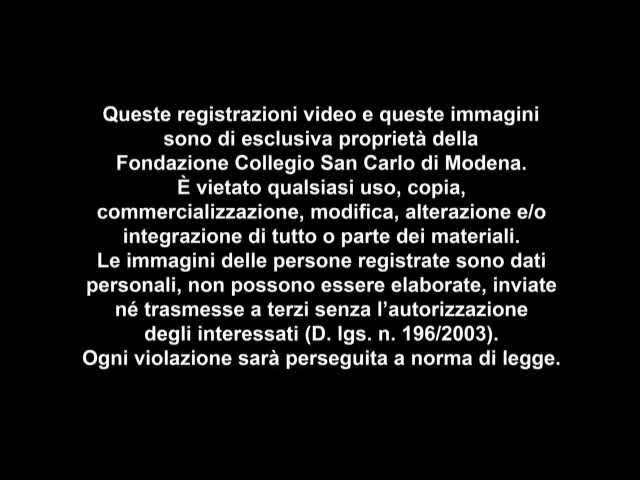 Queste registrazioni video e queste immagini
sono di esclusiva proprietà della
Fondazione Collegio San Carlo di Modena.
È vietato qualsiasi uso, copia,
commercializzazione, modifica, alterazione e/o
integrazione di tutto o parte dei materiali.
Le immagini delle persone registrate sono dati
personali, non possono essere elaborate, inviate
né trasmesse a terzi senza l’autorizzazione
degli interessati (D. lgs. n. 196/2003).
Ogni violazione sarà perseguita a norma di legge.